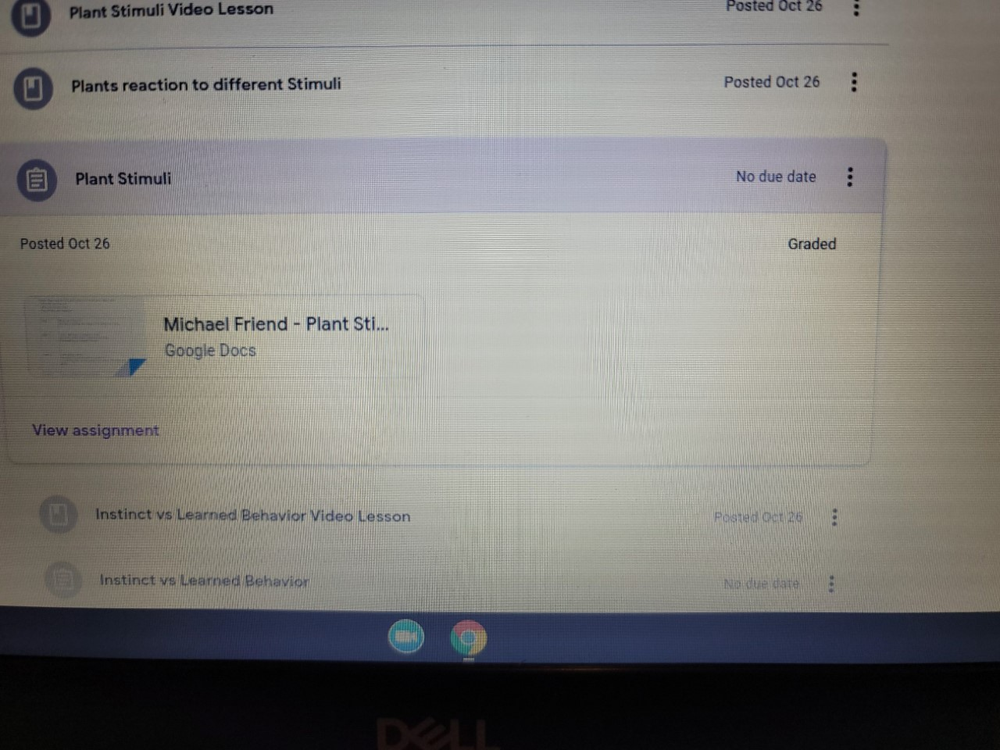 Plant Stimuli Video Lesson Posted Oct 26
Plants reaction to different Stimuli Posted Oct 26
Plant Stimuli No due date
Posted Oct 26 Graded
Michael Friend - Plant Sti...
Google Docs
View assignment
Instinct vs Learned Behavior Video Lesson Posted Oct 26
Instinct vs Learned Behavior No due date
DELL